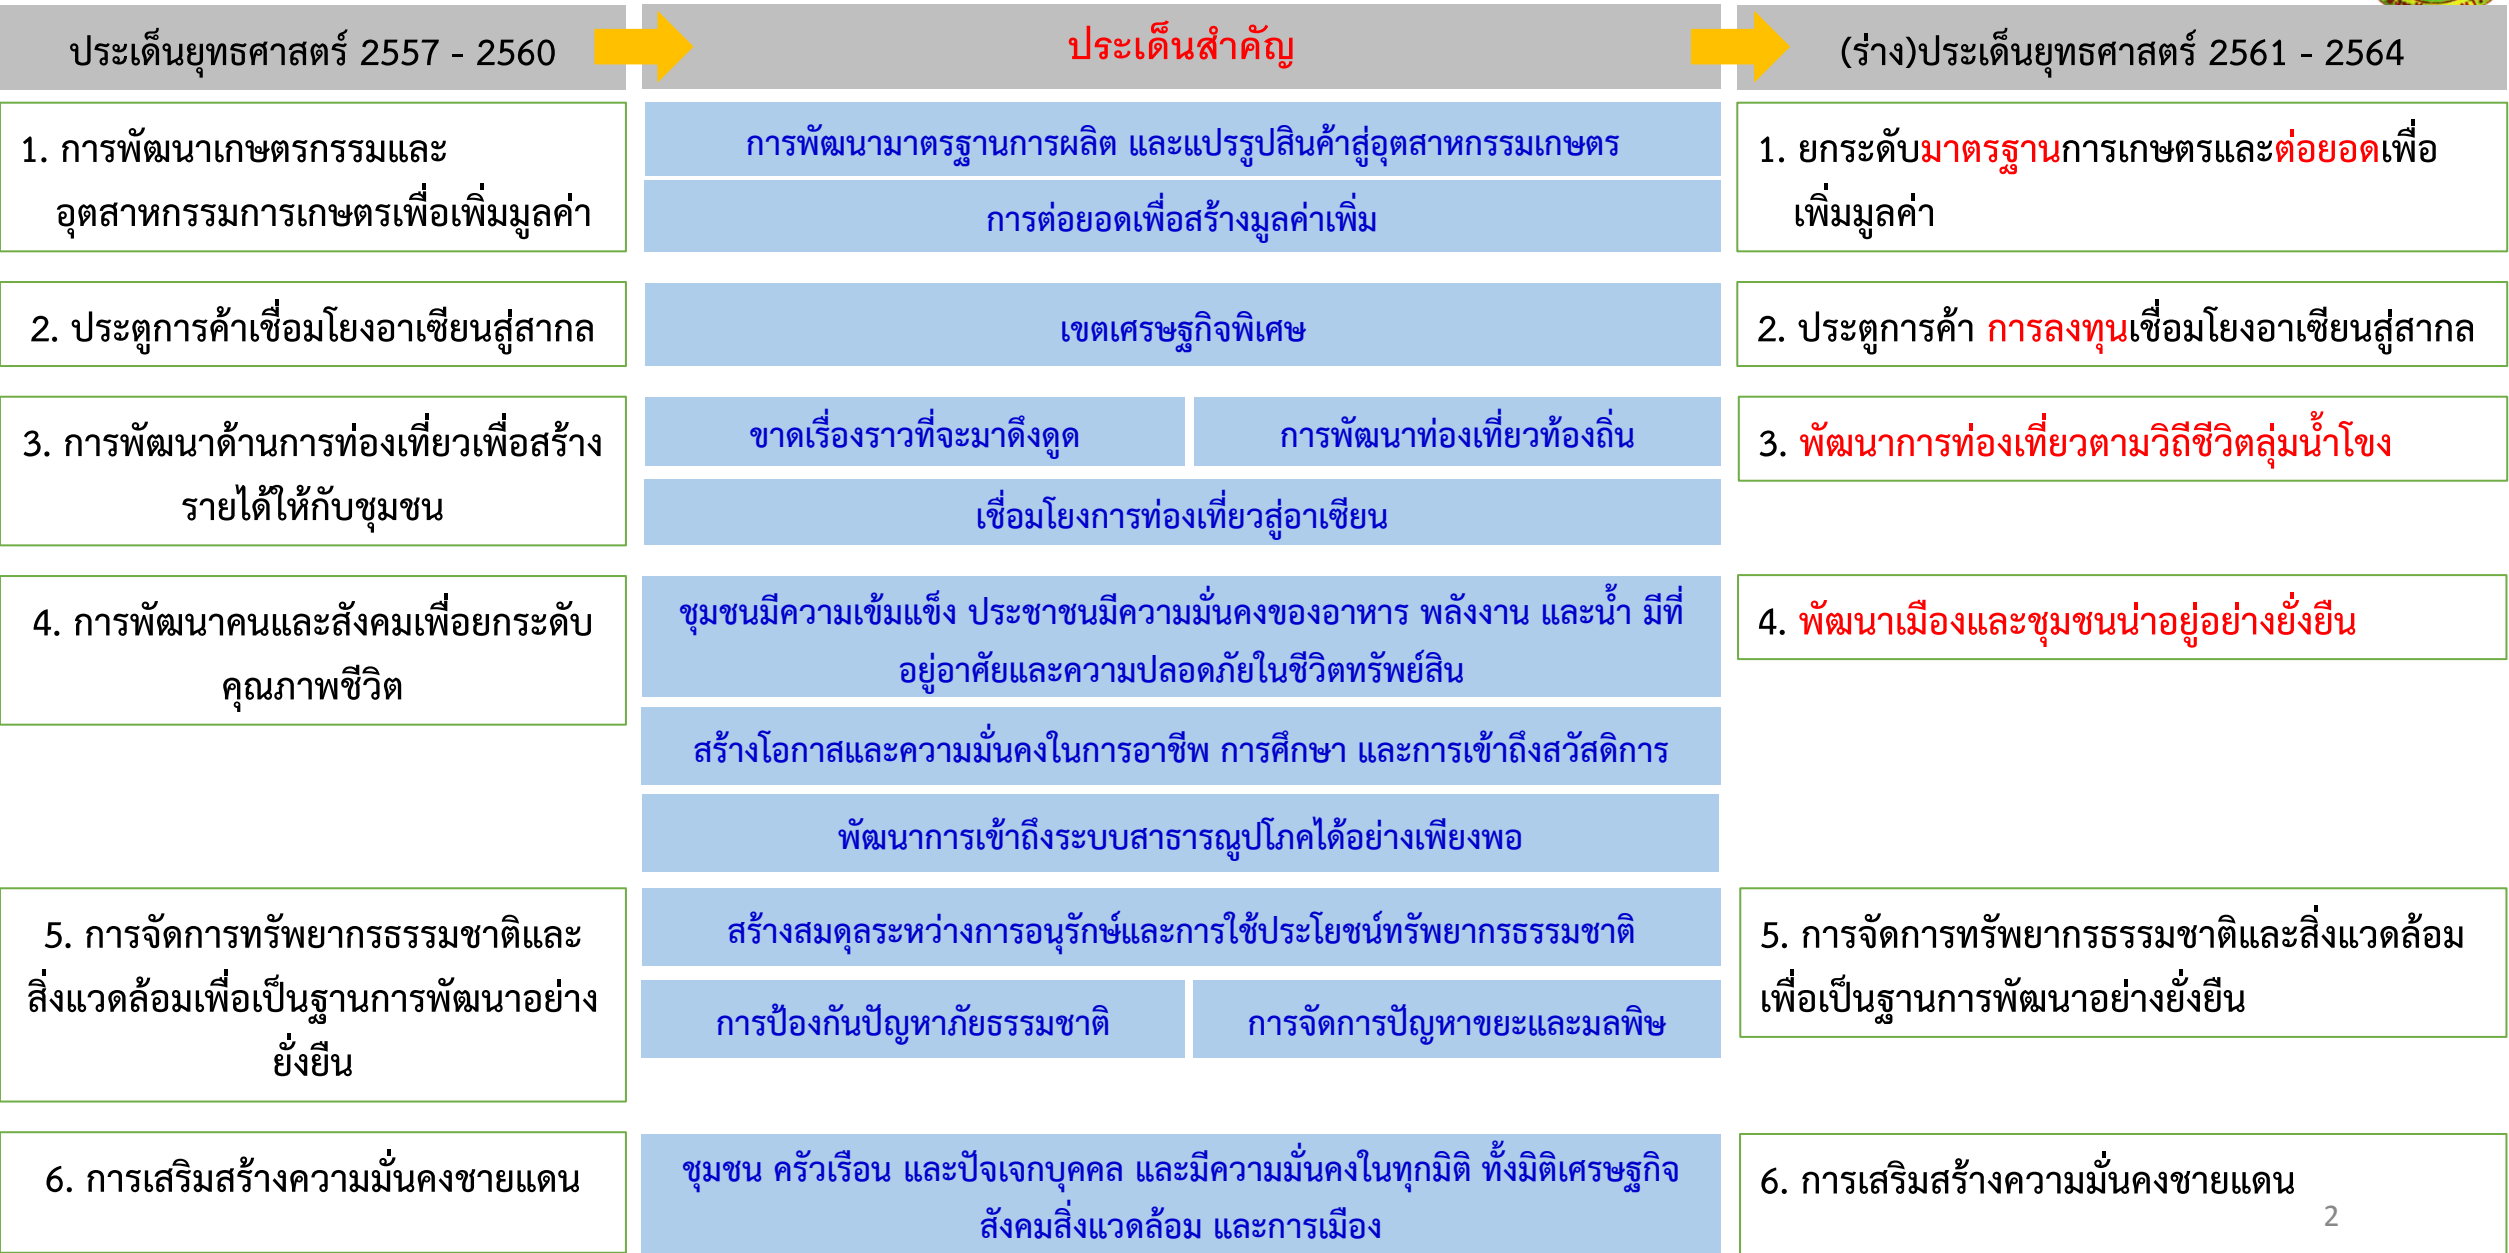 ประเด็นยุทธศาสตร์ 2557 - 2560
ประเด็นสำคัญ
(ร่าง)ประเด็นยุทธศาสตร์ 2561 - 2564
1. การพัฒนาเกษตรกรรมและ
อุตสาหกรรมการเกษตรเพื่อเพิ่มมูลค่า
การพัฒนามาตรฐานการผลิต และแปรรูปสินค้าสู่อุตสาหกรรมเกษตร
การต่อยอดเพื่อสร้างมูลค่าเพิ่ม
1. ยกระดับมาตรฐานการเกษตรและต่อยอดเพื่อ
เพิ่มมูลค่า
2. ประตูการค้าเชื่อมโยงอาเซียนสู่สากล
เขตเศรษฐกิจพิเศษ
2. ประตูการค้า การลงทุนเชื่อมโยงอาเซียนสู่สากล
3. การพัฒนาด้านการท่องเที่ยวเพื่อสร้าง
รายได้ให้กับชุมชน
ขาดเรื่องราวที่จะมาดึงดูด
การพัฒนาท่องเที่ยวท้องถิ่น
เชื่อมโยงการท่องเที่ยวสู่อาเซียน
3. พัฒนาการท่องเที่ยวตามวิถีชีวิตลุ่มน้ำโขง
4. การพัฒนาคนและสังคมเพื่อยกระดับ
คุณภาพชีวิต
ชุมชนมีความเข้มแข็ง ประชาชนมีความมั่นคงของอาหาร พลังงาน และน้ำ มีที่
อยู่อาศัยและความปลอดภัยในชีวิตทรัพย์สิน
สร้างโอกาสและความมั่นคงในการอาชีพ การศึกษา และการเข้าถึงสวัสดิการ
พัฒนาการเข้าถึงระบบสาธารณูปโภคได้อย่างเพียงพอ
4. พัฒนาเมืองและชุมชนน่าอยู่อย่างยั่งยืน
5. การจัดการทรัพยากรธรรมชาติและ
สิ่งแวดล้อมเพื่อเป็นฐานการพัฒนาอย่าง
ยั่งยืน
สร้างสมดุลระหว่างการอนุรักษ์และการใช้ประโยชน์ทรัพยากรธรรมชาติ
การป้องกันปัญหาภัยธรรมชาติ
การจัดการปัญหาขยะและมลพิษ
5. การจัดการทรัพยากรธรรมชาติและสิ่งแวดล้อม
เพื่อเป็นฐานการพัฒนาอย่างยั่งยืน
6. การเสริมสร้างความมั่นคงชายแดน
ชุมชน ครัวเรือน และปัจเจกบุคคล และมีความมั่นคงในทุกมิติ ทั้งมิติเศรษฐกิจ
สังคมสิ่งแวดล้อม และการเมือง
6. การเสริมสร้างความมั่นคงชายแดน
2